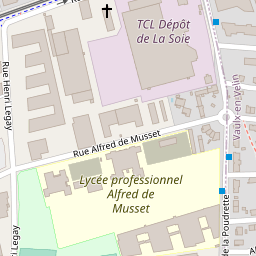 TCL Dépôt
de La Soie
Rue Henri Legay
Vaulx-en-Velin
Rue Alfred de Musset
Lycée professionnel
Alfred de
Musset
de la Poudrette
Legay